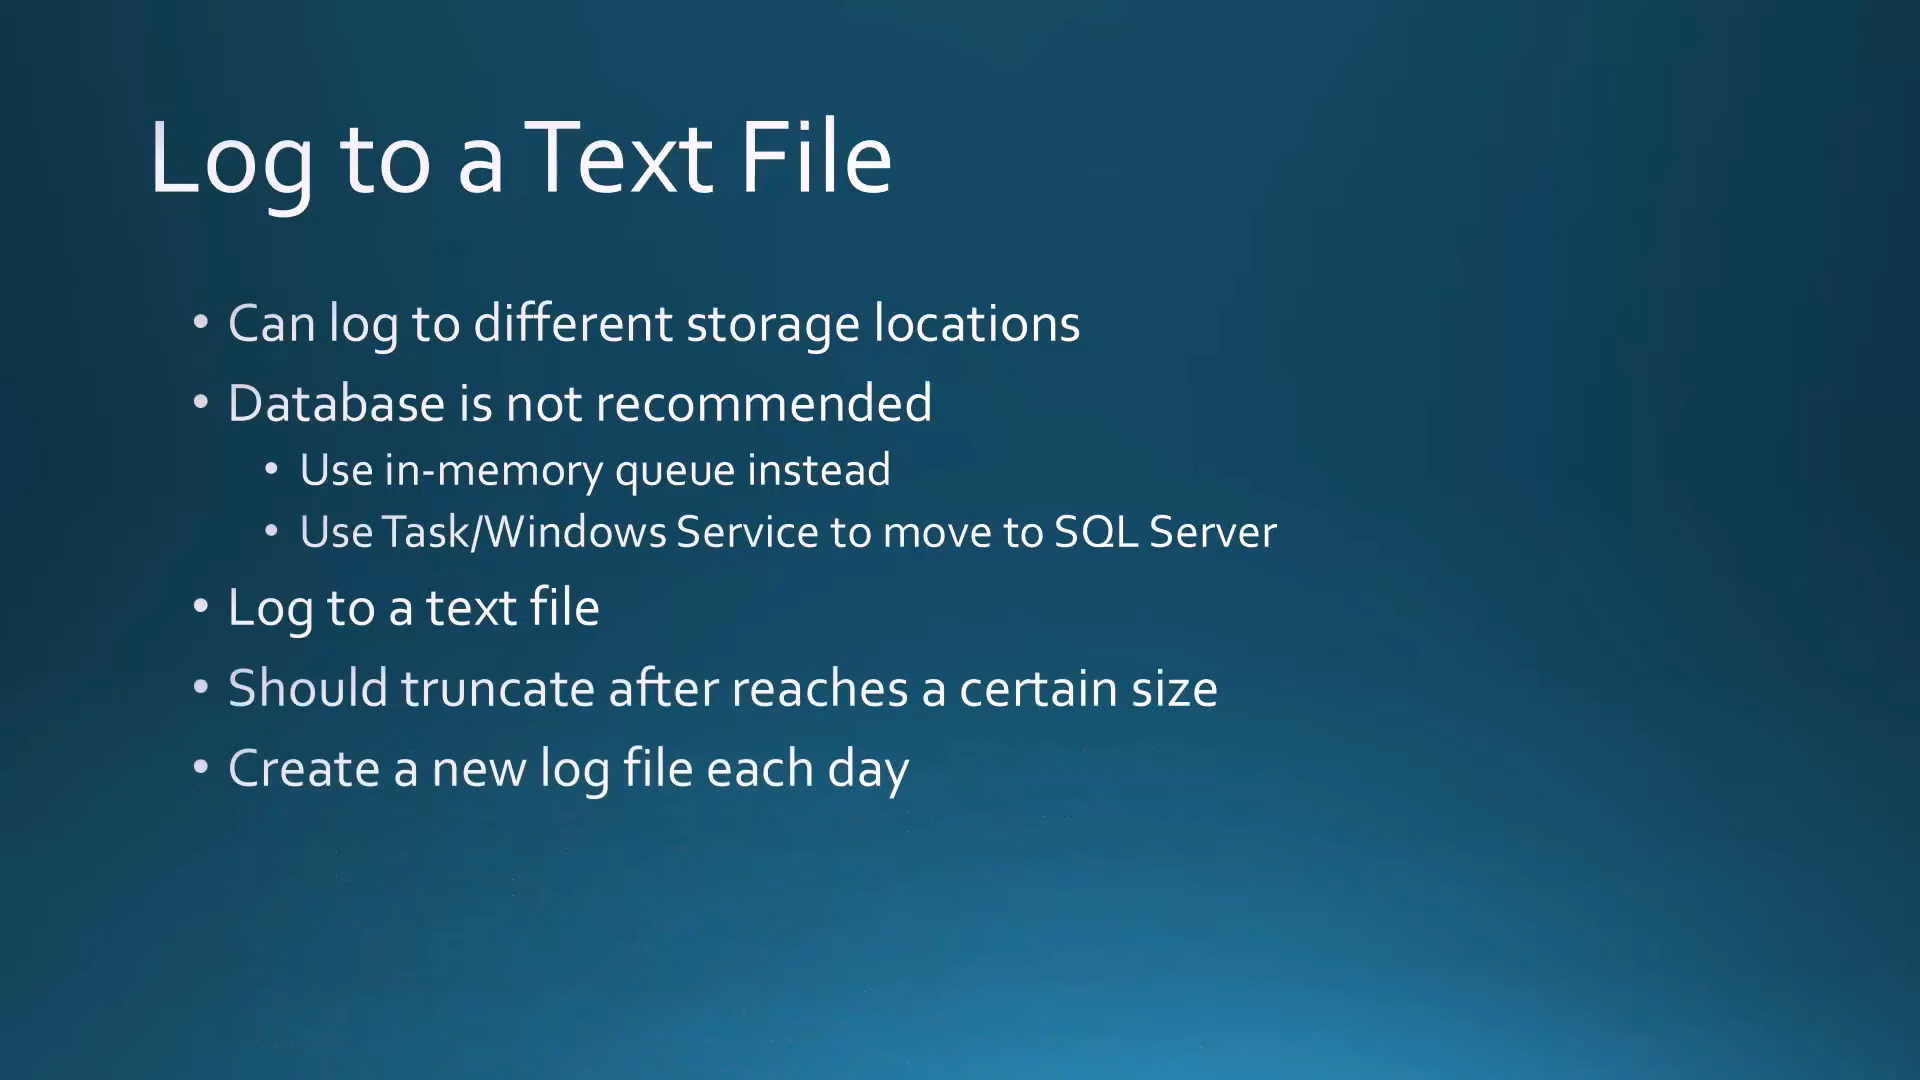 Log to a Text File
• Can log to different storage locations
• Database is not recommended
• Use in-memory queue instead
• Use Task/Windows Service to move to SQL Server
• Log to a text file
• Should truncate after reaches a certain size
• Create a new log file each day